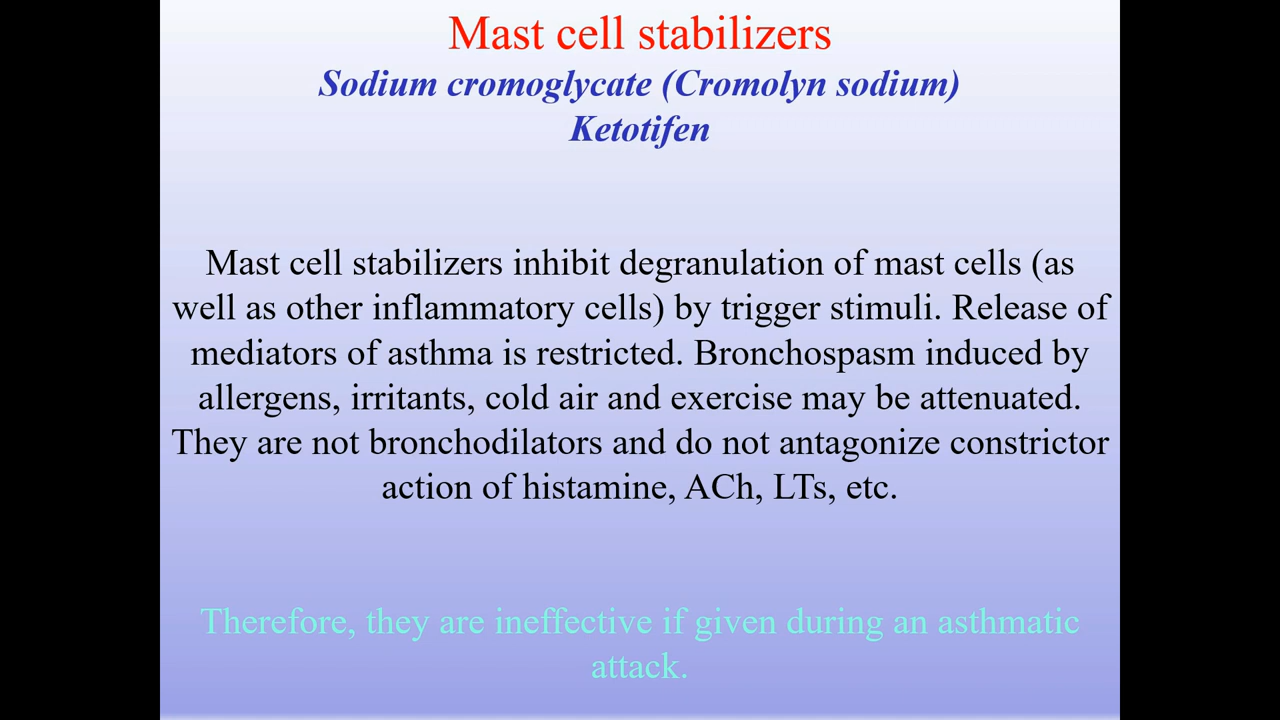 Mast cell stabilizers
Sodium cromoglycate (Cromolyn sodium)
Ketotifen
Mast cell stabilizers inhibit degranulation of mast cells (as
well as other inflammatory cells) by trigger stimuli. Release of
mediators of asthma is restricted. Bronchospasm induced by
allergens, irritants, cold air and exercise may be attenuated.
They are not bronchodilators and do not antagonize constrictor
action of histamine, ACh, LTs, etc.
Therefore, they are ineffective if given during an asthmatic
attack.